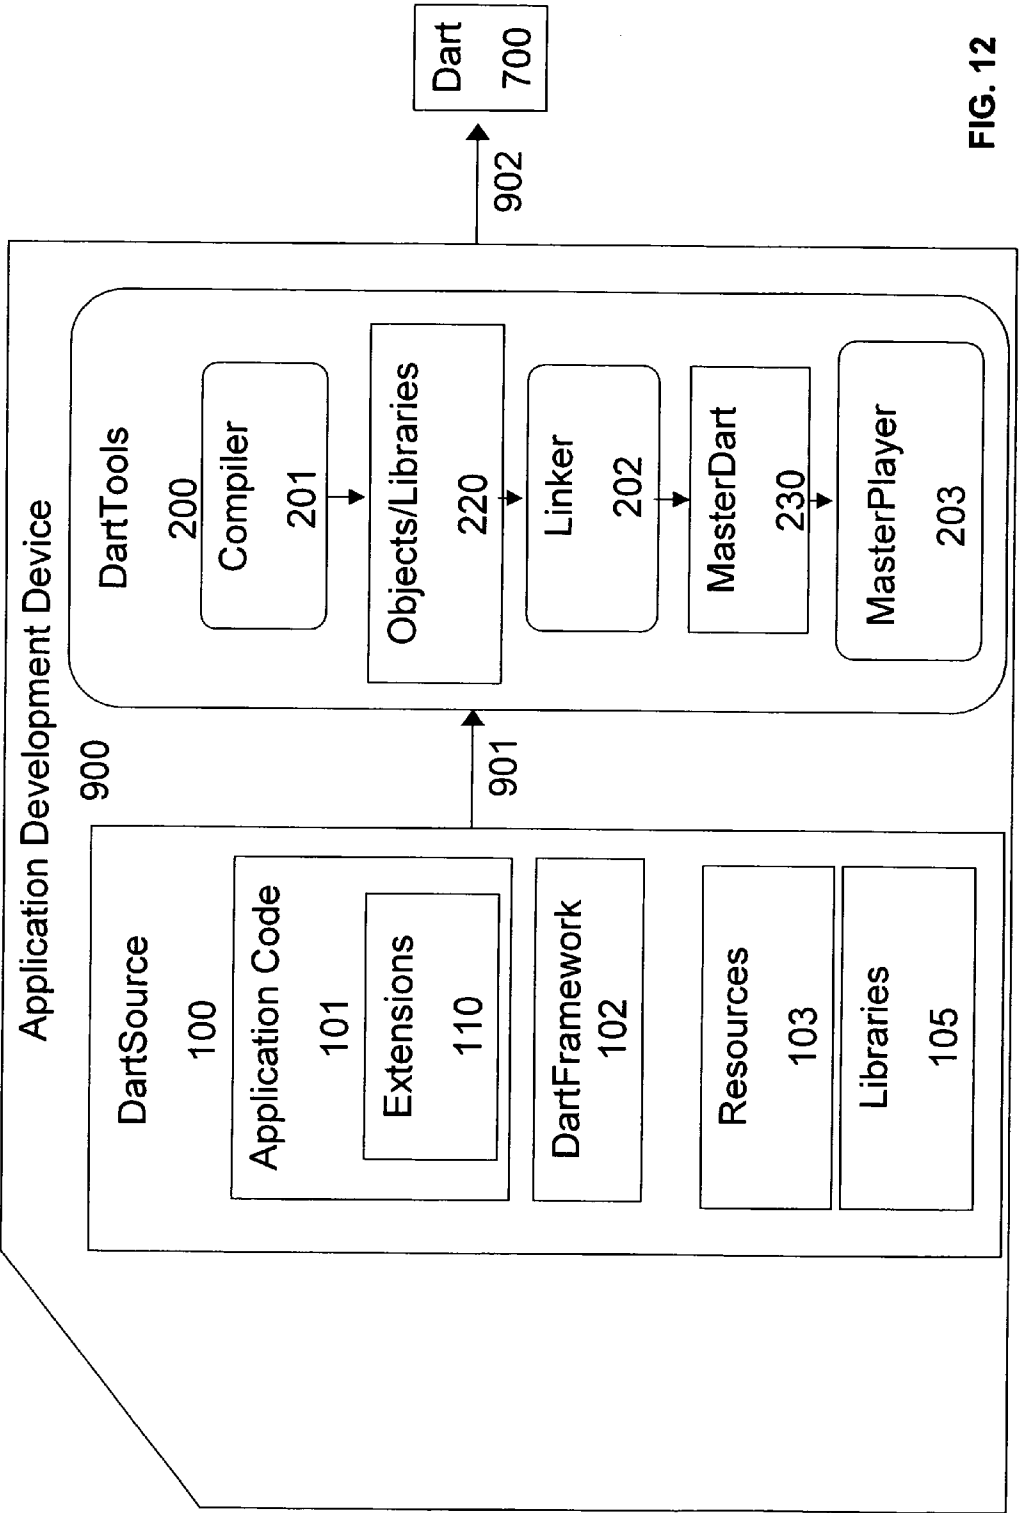 Application Development Device
900
DartSource
100
Application Code
101
Extensions
110
DartFramework
102
Resources
103
Libraries
105
901
DartTools
200
Compiler
201
Objects/Libraries
220
Linker
202
MasterDart
230
MasterPlayer
203
902
Dart
700
FIG. 12